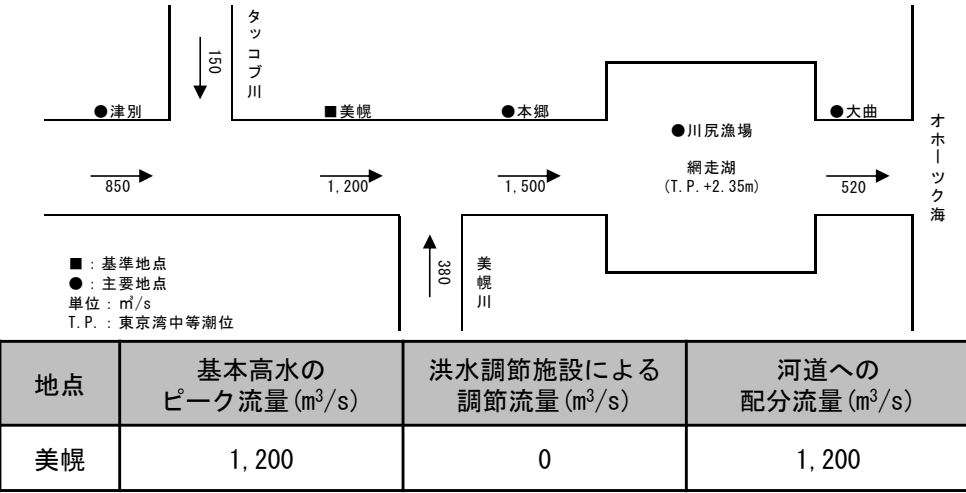 タッコブ川
150
●津別
■美幌
●本郷
●川尻漁場
●大曲
オホーツク海
850
1,200
1,500
網走湖
(T.P.+2.35m)
520
380
美幌川
■：基準地点
●：主要地点
単位：㎥/s
T.P.：東京湾中等潮位
地点
基本高水の
ピーク流量(m³/s)
洪水調節施設による
調節流量(m³/s)
河道への
配分流量(m³/s)
美幌
1,200
0
1,200